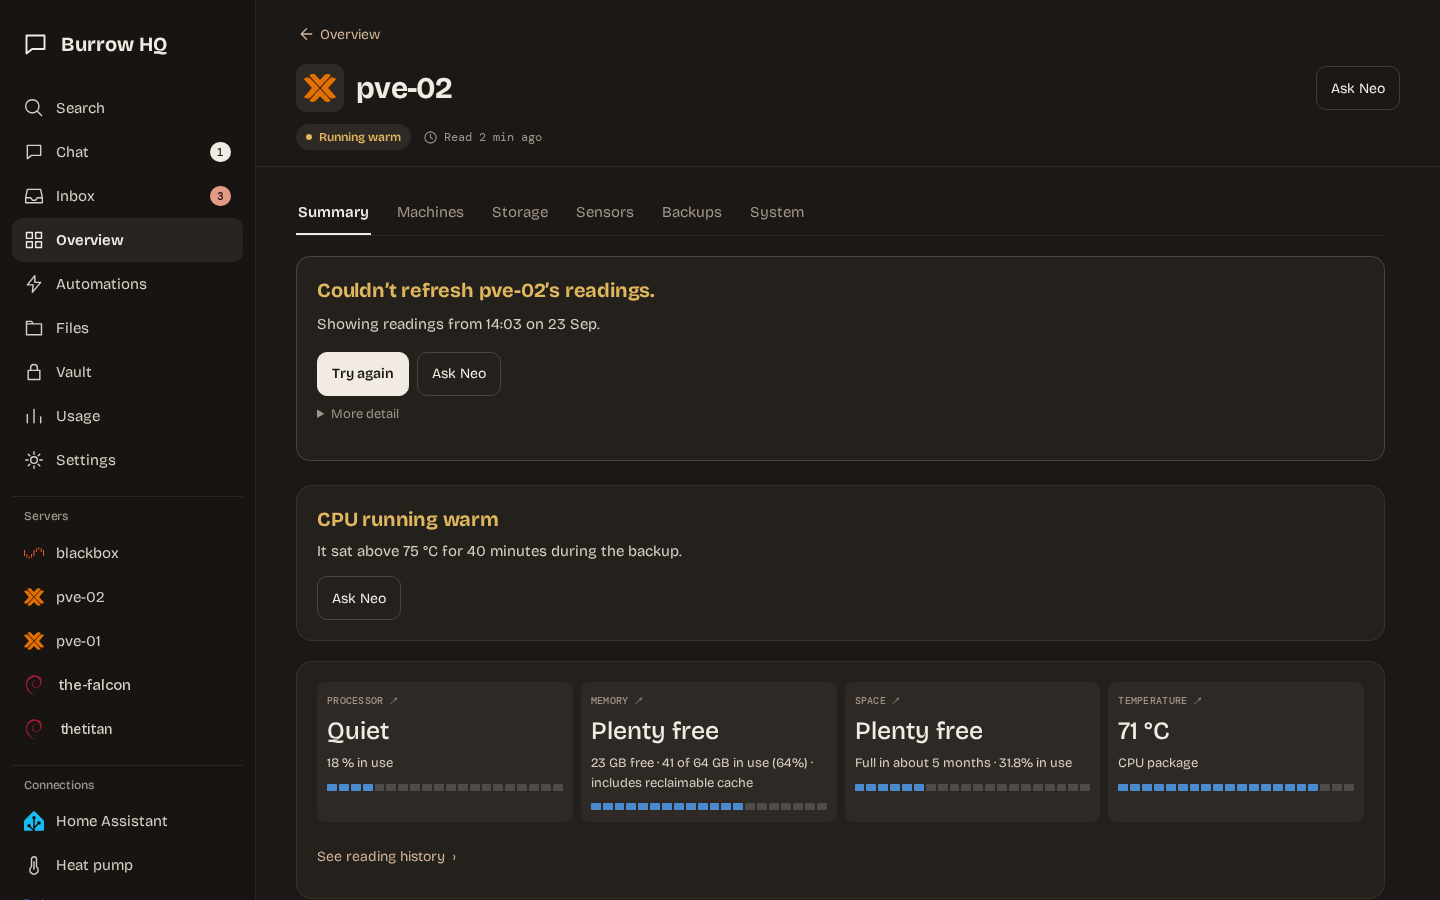 Burrow HQ
Search
Chat 1
Inbox 3
Overview
Automations
Files
Vault
Usage
Settings
Servers
blackbox
pve-02
pve-01
the-falcon
thetitan
Connections
Home Assistant
Heat pump
← Overview
pve-02
Ask Neo
Running warm
Read 2 min ago
Summary Machines Storage Sensors Backups System
Couldn’t refresh pve-02’s readings.
Showing readings from 14:03 on 23 Sep.
Try again Ask Neo
▶ More detail
CPU running warm
It sat above 75 °C for 40 minutes during the backup.
Ask Neo
PROCESSOR ↗
Quiet
18 % in use
MEMORY ↗
Plenty free
23 GB free · 41 of 64 GB in use (64%) ·
includes reclaimable cache
SPACE ↗
Plenty free
Full in about 5 months · 31.8% in use
TEMPERATURE ↗
71 °C
CPU package
See reading history ›